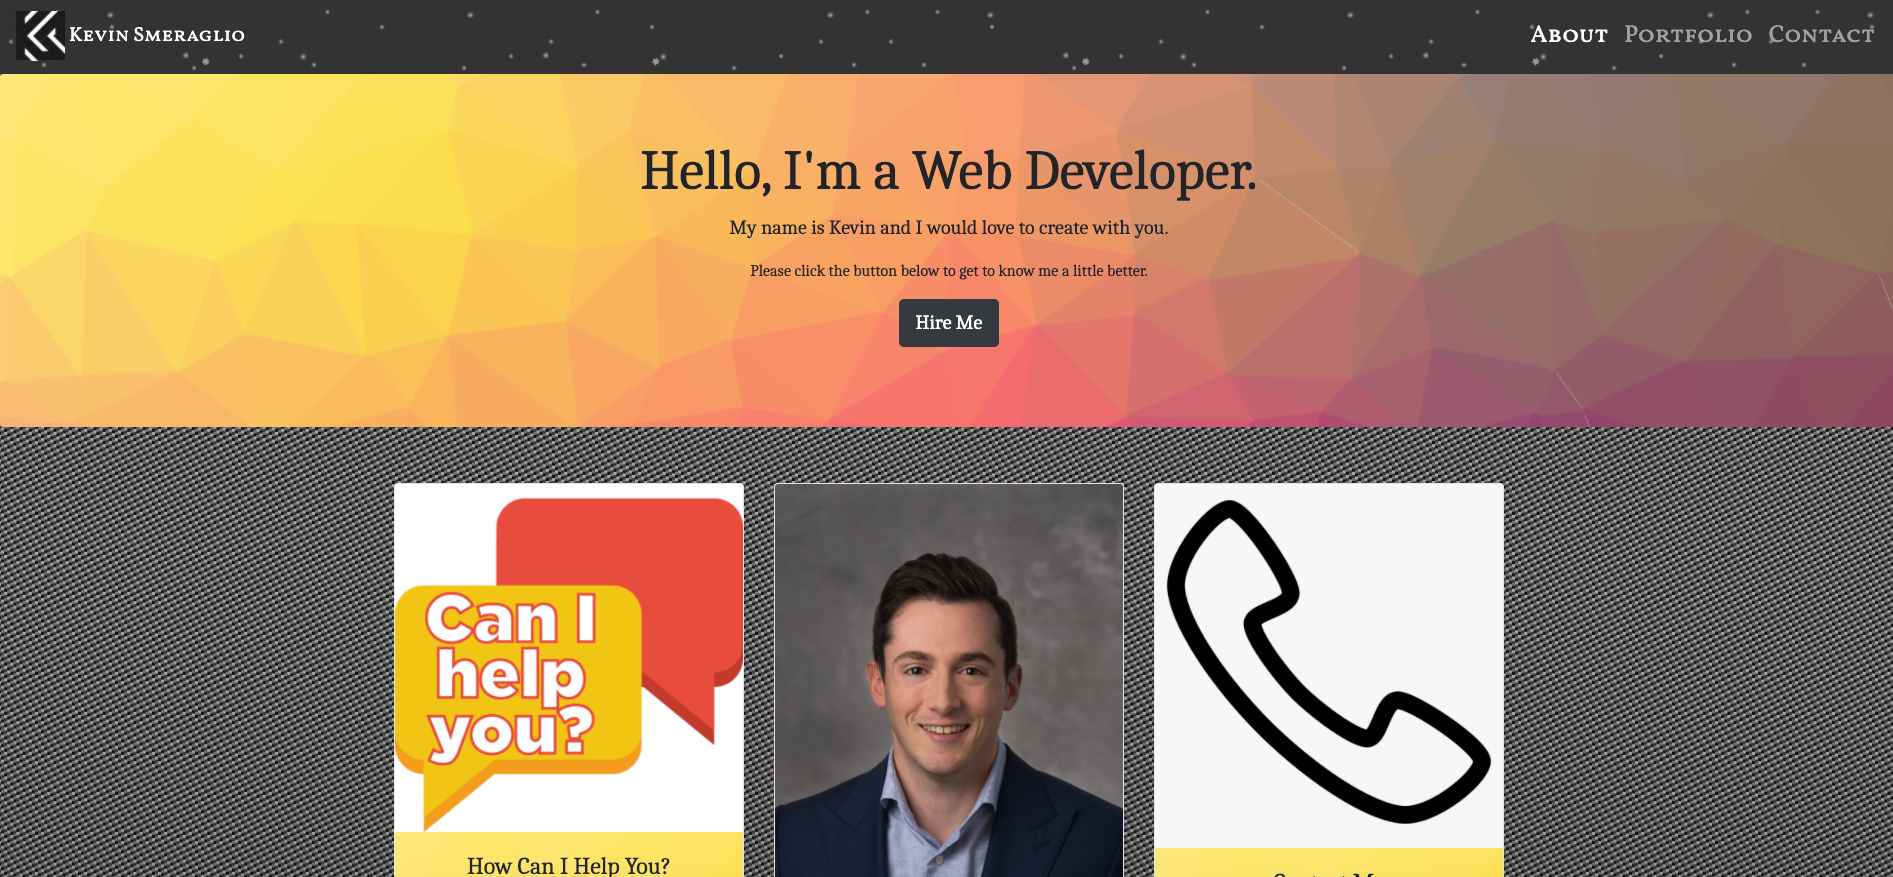 Kevin Smeraglio
About Portfolio Contact
Hello, I'm a Web Developer.
My name is Kevin and I would love to create with you.
Please click the button below to get to know me a little better.
Hire Me
Can I
help
you?
How Can I Help You?